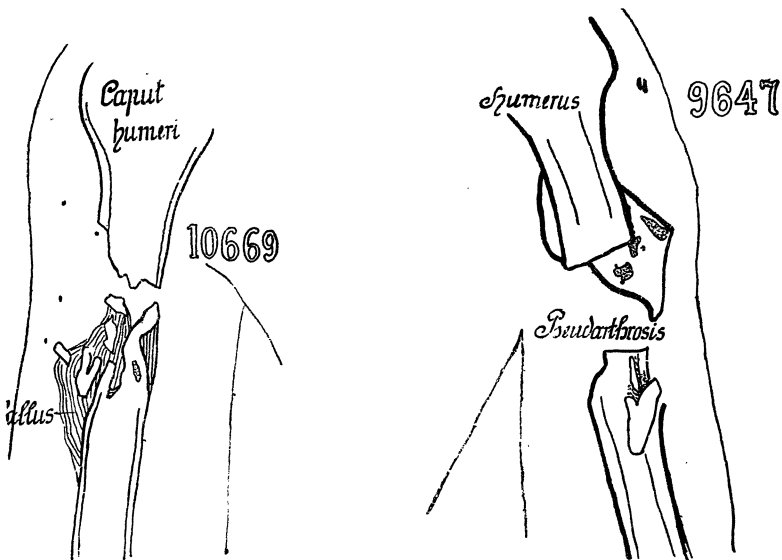 Caput
humeri
10669
'allus
Humerus
9647
Pseudarthrosis